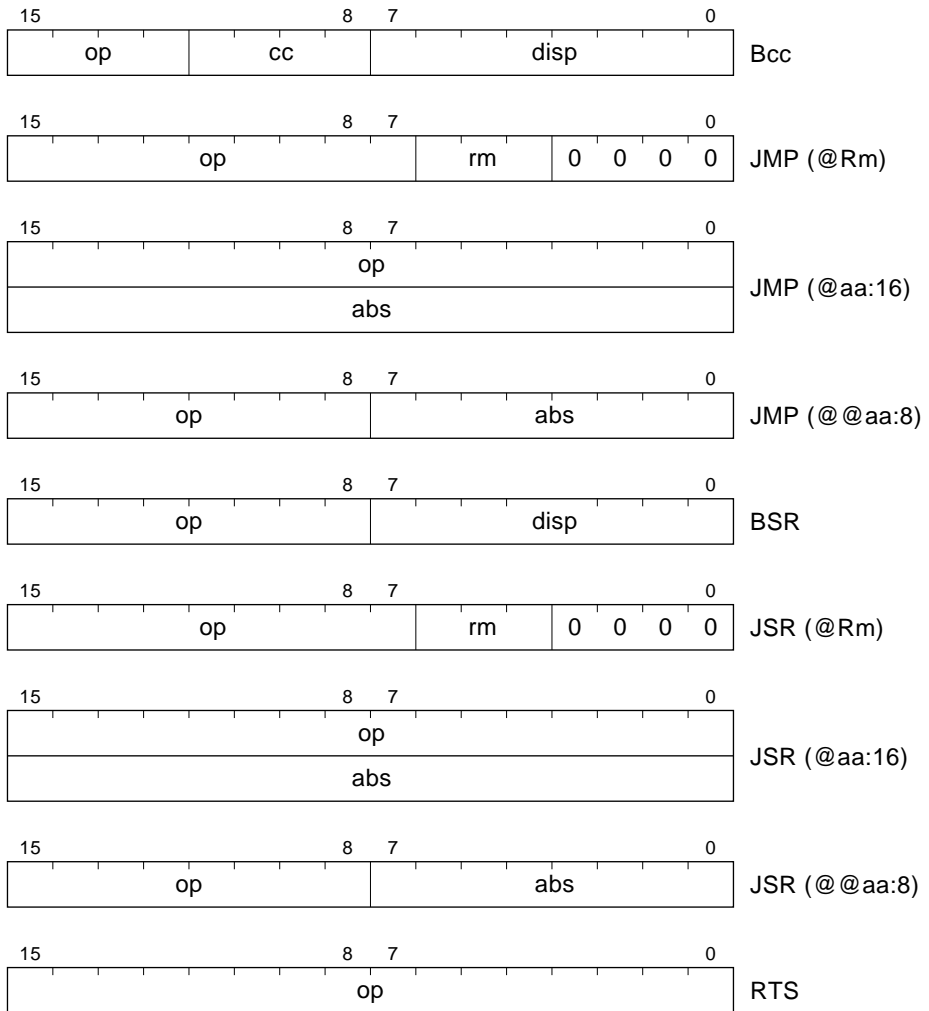 15 8 7 0
op cc disp Bcc
15 8 7 0
op rm 0 0 0 0 JMP (@Rm)
15 8 7 0
op
JMP (@aa:16)
abs
15 8 7 0
op abs JMP (@@aa:8)
15 8 7 0
op disp BSR
15 8 7 0
op rm 0 0 0 0 JSR (@Rm)
15 8 7 0
op
JSR (@aa:16)
abs
15 8 7 0
op abs JSR (@@aa:8)
15 8 7 0
op RTS